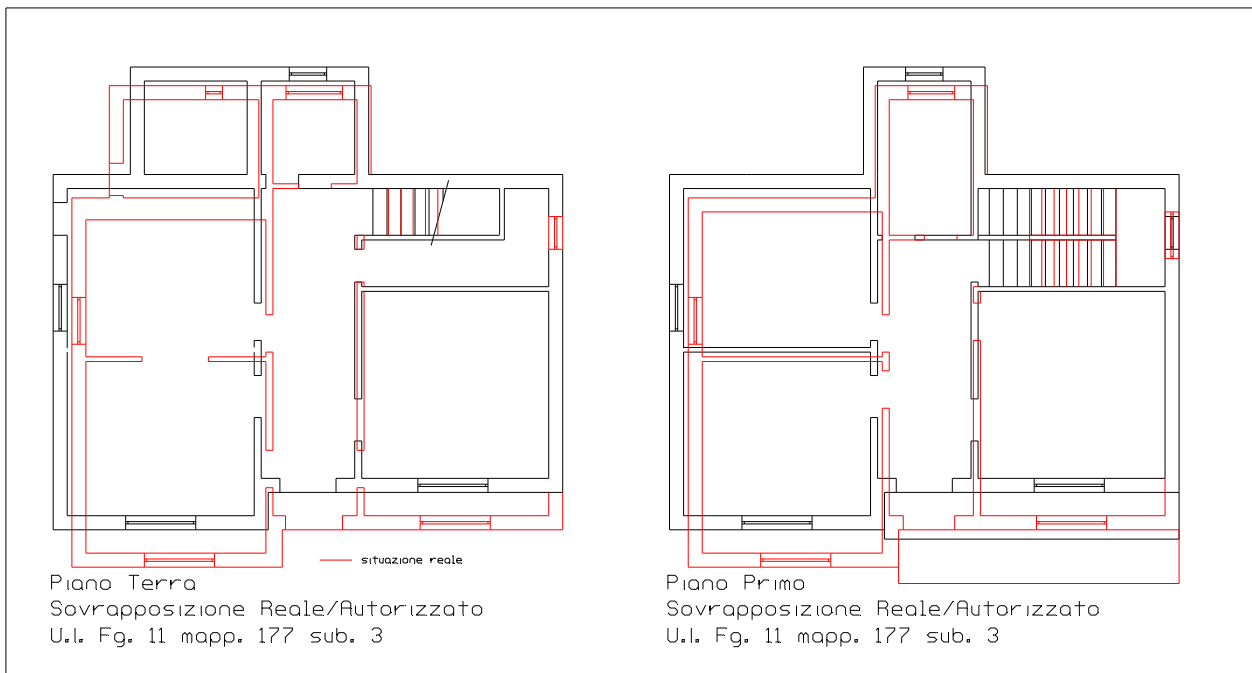 situazione reale
Piano Terra
Sovrapposizione Reale/Autorizzato
U.I. Fg. 11 mapp. 177 sub. 3
Piano Primo
Sovrapposizione Reale/Autorizzato
U.I. Fg. 11 mapp. 177 sub. 3